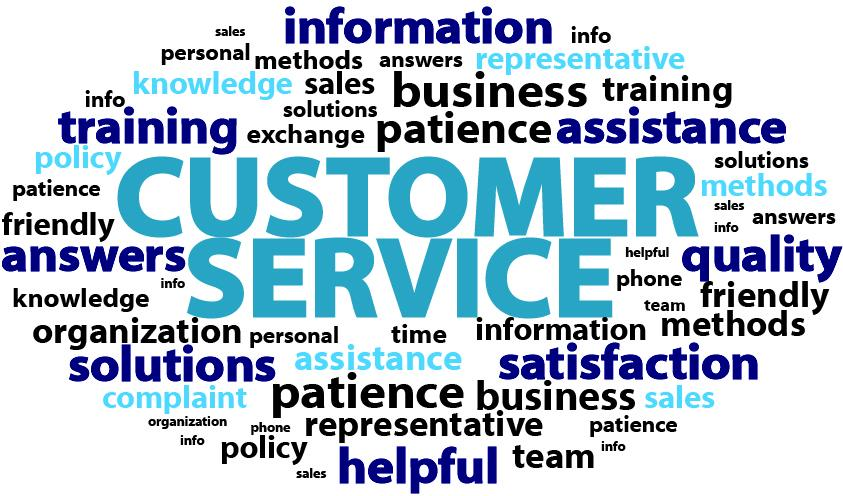 information
sales
info
personal
methods
answers
representative
knowledge
sales
business
training
info
solutions
training
exchange
patience
assistance
policy
solutions
patience
methods
CUSTOMER
sales
answers
friendly
info
answers
SERVICE
helpful
quality
info
phone
knowledge
team
friendly
organization
personal
time
information
methods
solutions
assistance
satisfaction
complaint
patience
business
sales
organization
phone
representative
patience
info
policy
info
sales
helpful
team